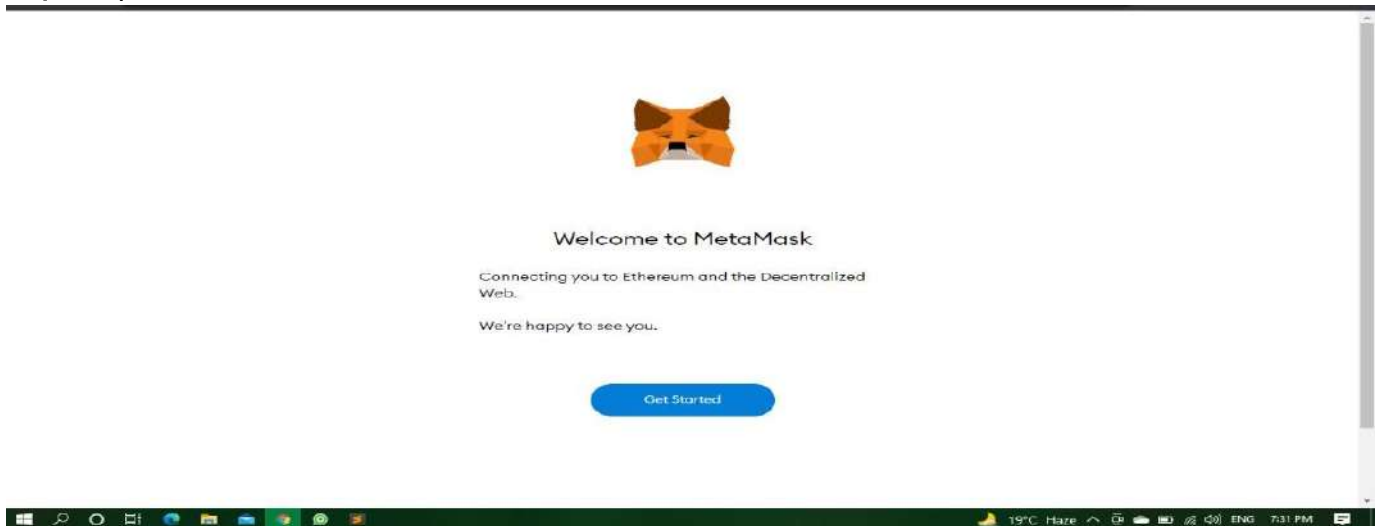 Welcome to MetaMask
Connecting you to Ethereum and the Decentralized
Web.
We're happy to see you.
Get Started
19°C Haze
ENG
7:31 PM